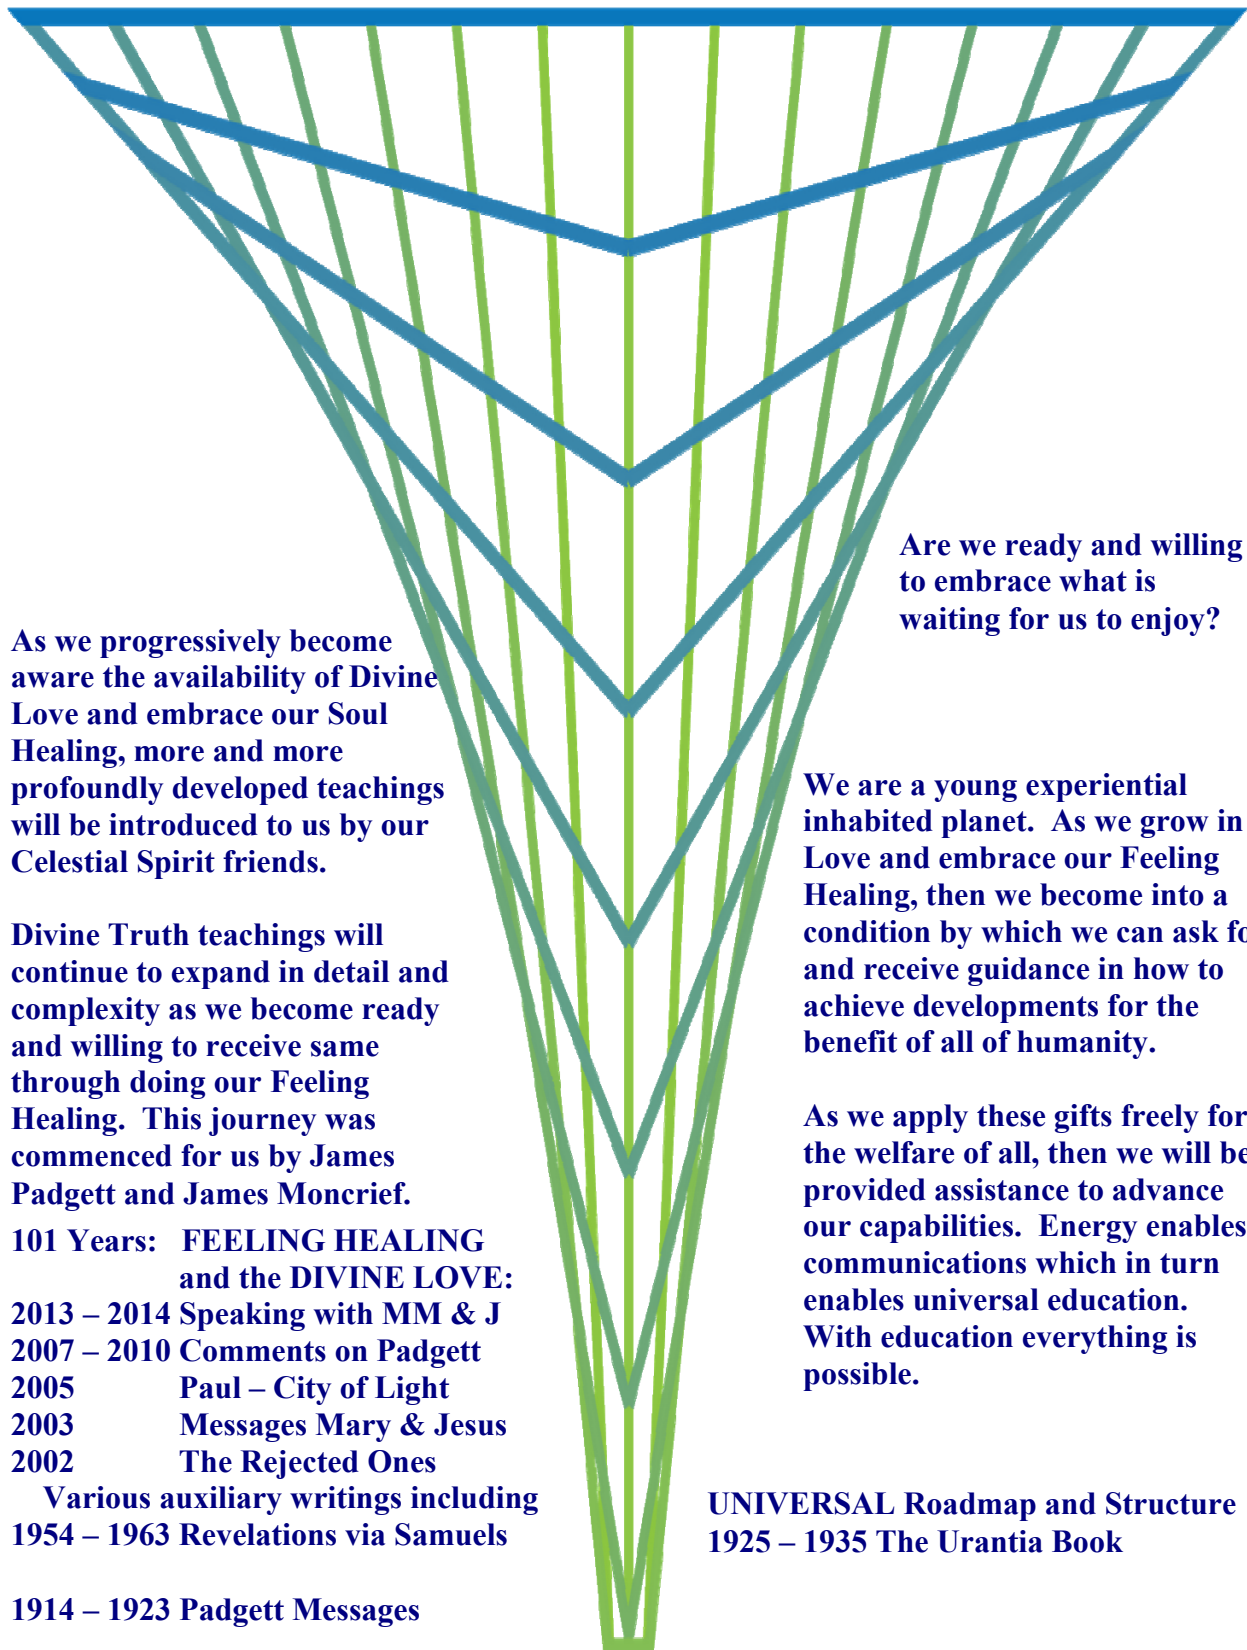 Are we ready and willing
to embrace what is
waiting for us to enjoy?
As we progressively become
aware the availability of Divine
Love and embrace our Soul
Healing, more and more
profoundly developed teachings
will be introduced to us by our
Celestial Spirit friends.
Divine Truth teachings will
continue to expand in detail and
complexity as we become ready
and willing to receive same
through doing our Feeling
Healing.  This journey was
commenced for us by James
Padgett and James Moncrief.
We are a young experiential
inhabited planet.  As we grow in
Love and embrace our Feeling
Healing, then we become into a
condition by which we can ask fo
and receive guidance in how to
achieve developments for the
benefit of all of humanity.
As we apply these gifts freely for
the welfare of all, then we will be
provided assistance to advance
our capabilities.  Energy enables
communications which in turn
enables universal education.
With education everything is
possible.
101 Years:   FEELING HEALING
and the DIVINE LOVE:
2013 – 2014 Speaking with MM & J
2007 – 2010 Comments on Padgett
2005 Paul – City of Light
2003 Messages Mary & Jesus
2002 The Rejected Ones
Various auxiliary writings including
1954 – 1963 Revelations via Samuels
1914 – 1923 Padgett Messages
UNIVERSAL Roadmap and Structure
1925 – 1935 The Urantia Book